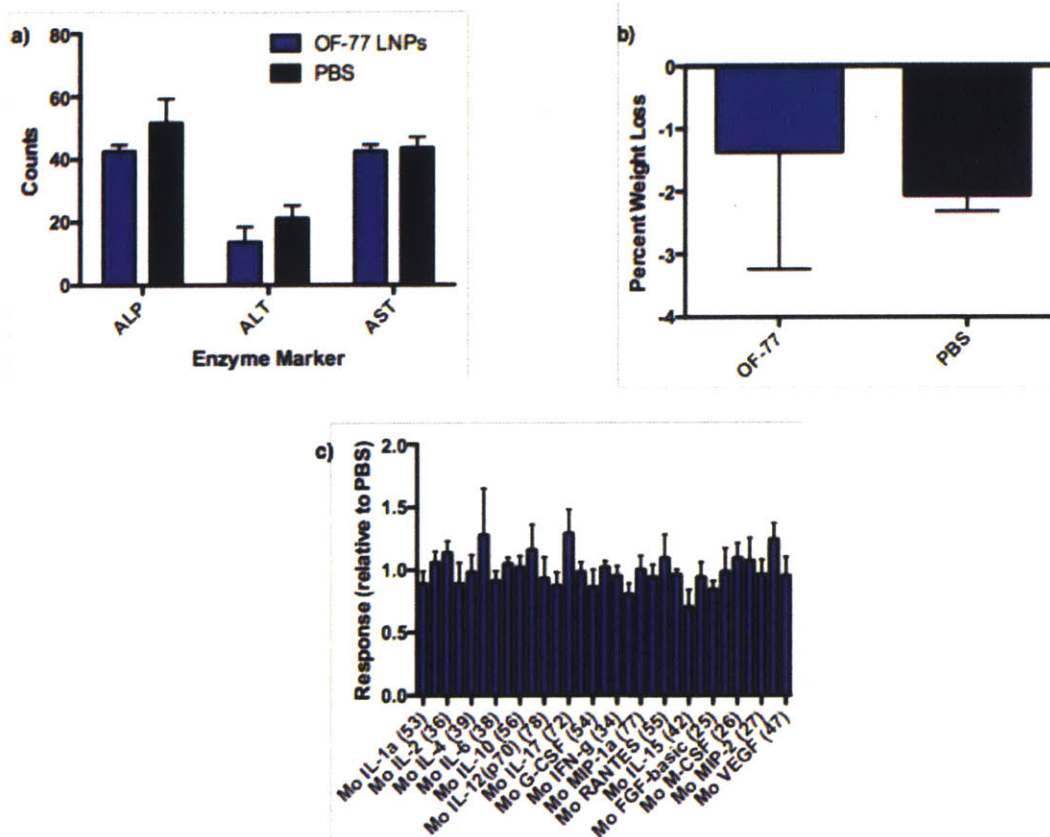 a)
80
60
40
20
0
Counts
OF-77 LNPs
PBS
ALP
ALT
AST
Enzyme Marker
b)
0
-1
-2
-3
-4
Percent Weight Loss
OF-77
PBS
c)
2.0
1.5
1.0
0.5
0.0
Response (relative to PBS)
Mo IL-1a (53)
Mo IL-2 (36)
Mo IL-4 (39)
Mo IL-6 (38)
Mo IL-10 (56)
Mo IL-12(p70) (78)
Mo IL-17 (72)
Mo G-CSF (54)
Mo IFN-g (34)
Mo MIP-1a (77)
Mo RANTES (55)
Mo IL-15 (42)
Mo FGF-basic (25)
Mo M-CSF (26)
Mo MIP-2 (27)
Mo VEGF (47)